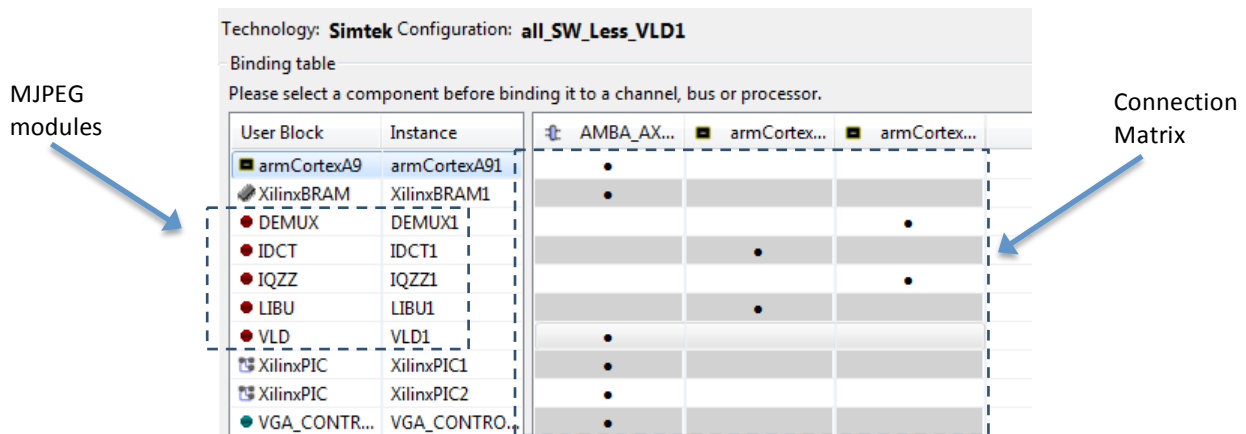 Technology: Simtek Configuration: all_SW_Less_VLD1
Binding table
Please select a component before binding it to a channel, bus or processor.
MJPEG
modules
Connection
Matrix
User Block Instance AMBA_AX... armCortex... armCortex...
armCortexA9 armCortexA91
XilinxBRAM XilinxBRAM1
DEMUX DEMUX1
IDCT IDCT1
IQZZ IQZZ1
LIBU LIBU1
VLD VLD1
XilinxPIC XilinxPIC1
XilinxPIC XilinxPIC2
VGA_CONTR... VGA_CONTRO...